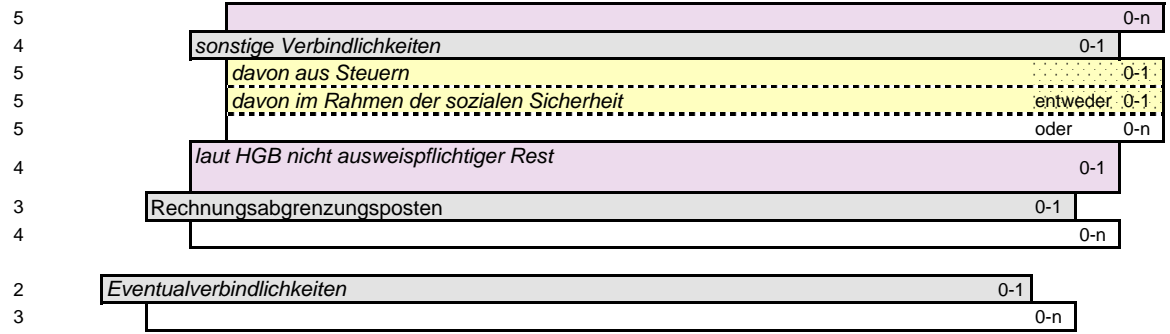 5 0-n
4 sonstige Verbindlichkeiten 0-1
5 davon aus Steuern 0-1
5 davon im Rahmen der sozialen Sicherheit entweder 0-1
5 oder 0-n
4 laut HGB nicht ausweispflichtiger Rest 0-1
3 Rechnungsabgrenzungsposten 0-1
4 0-n
2 Eventualverbindlichkeiten 0-1
3 0-n